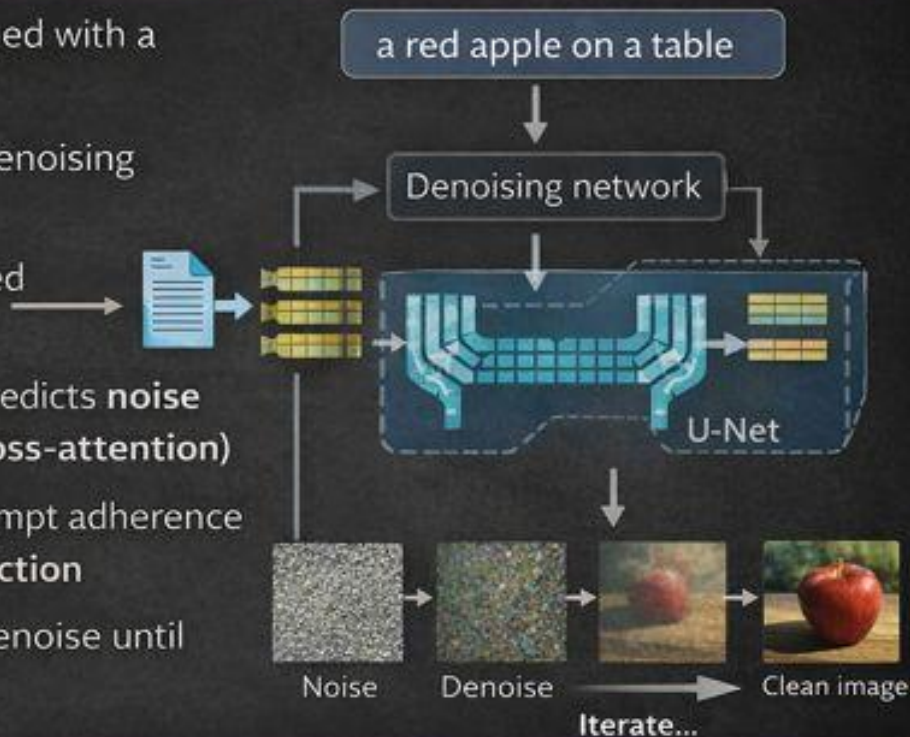 ed with a
enoising
ed
edicts noise
oss-attention)
mpt adherence
ction
enoise until
a red apple on a table
Denoising network
U-Net
Noise
Denoise
Clean image
Iterate...